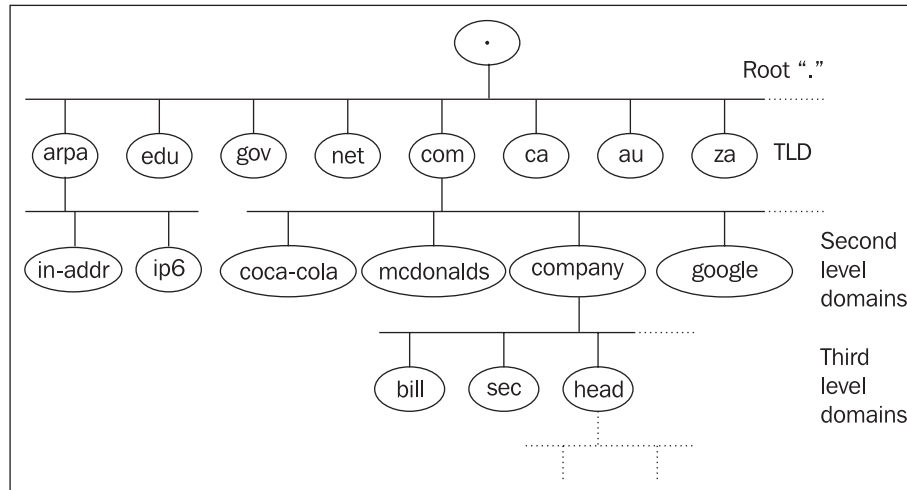 .
Root “.”
arpa edu gov net com ca au za TLD
in-addr ip6 coca-cola mcdonalds company google
Second
level
domains
bill sec head
Third
level
domains